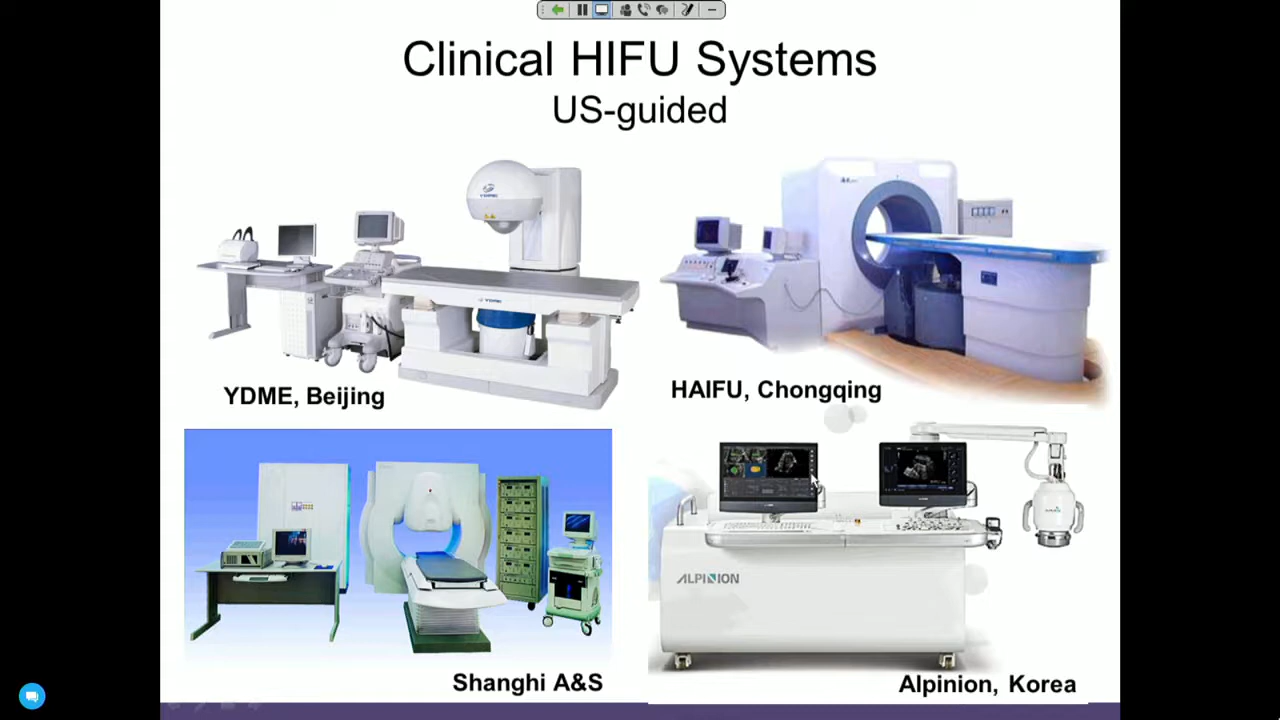 Clinical HIFU Systems
US-guided
YDME, Beijing
HAIFU, Chongqing
ALPINION
Shanghi A&S
Alpinion, Korea